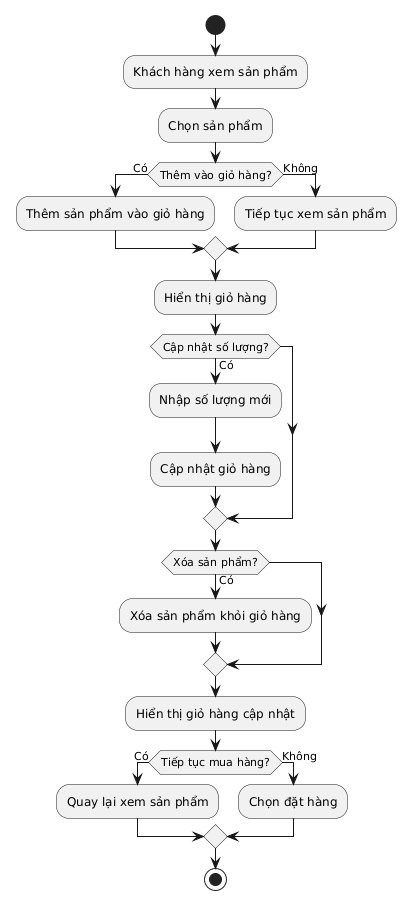 Khách hàng xem sản phẩm
Chọn sản phẩm
Có
Thêm vào giỏ hàng?
Không
Thêm sản phẩm vào giỏ hàng
Tiếp tục xem sản phẩm
Hiển thị giỏ hàng
Cập nhật số lượng?
Có
Nhập số lượng mới
Cập nhật giỏ hàng
Xóa sản phẩm?
Có
Xóa sản phẩm khỏi giỏ hàng
Hiển thị giỏ hàng cập nhật
Có
Tiếp tục mua hàng?
Không
Quay lại xem sản phẩm
Chọn đặt hàng